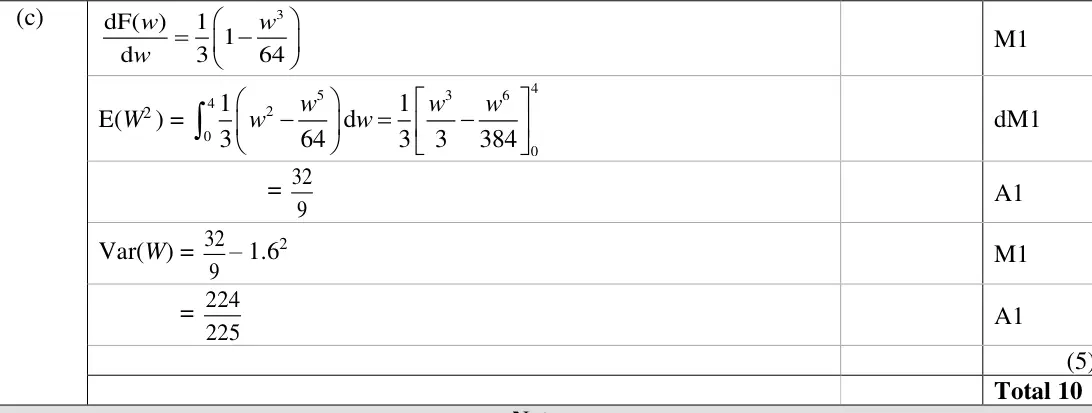 (c) dF(w)/dw = 1/3(1 − w³/64) M1
E(W²) = ∫₀⁴ 1/3(w² − w⁵/64)dw = 1/3[w³/3 − w⁶/384]₀⁴ dM1
= 32/9 A1
Var(W) = 32/9 – 1.6² M1
= 224/225 A1
(5)
Total 10